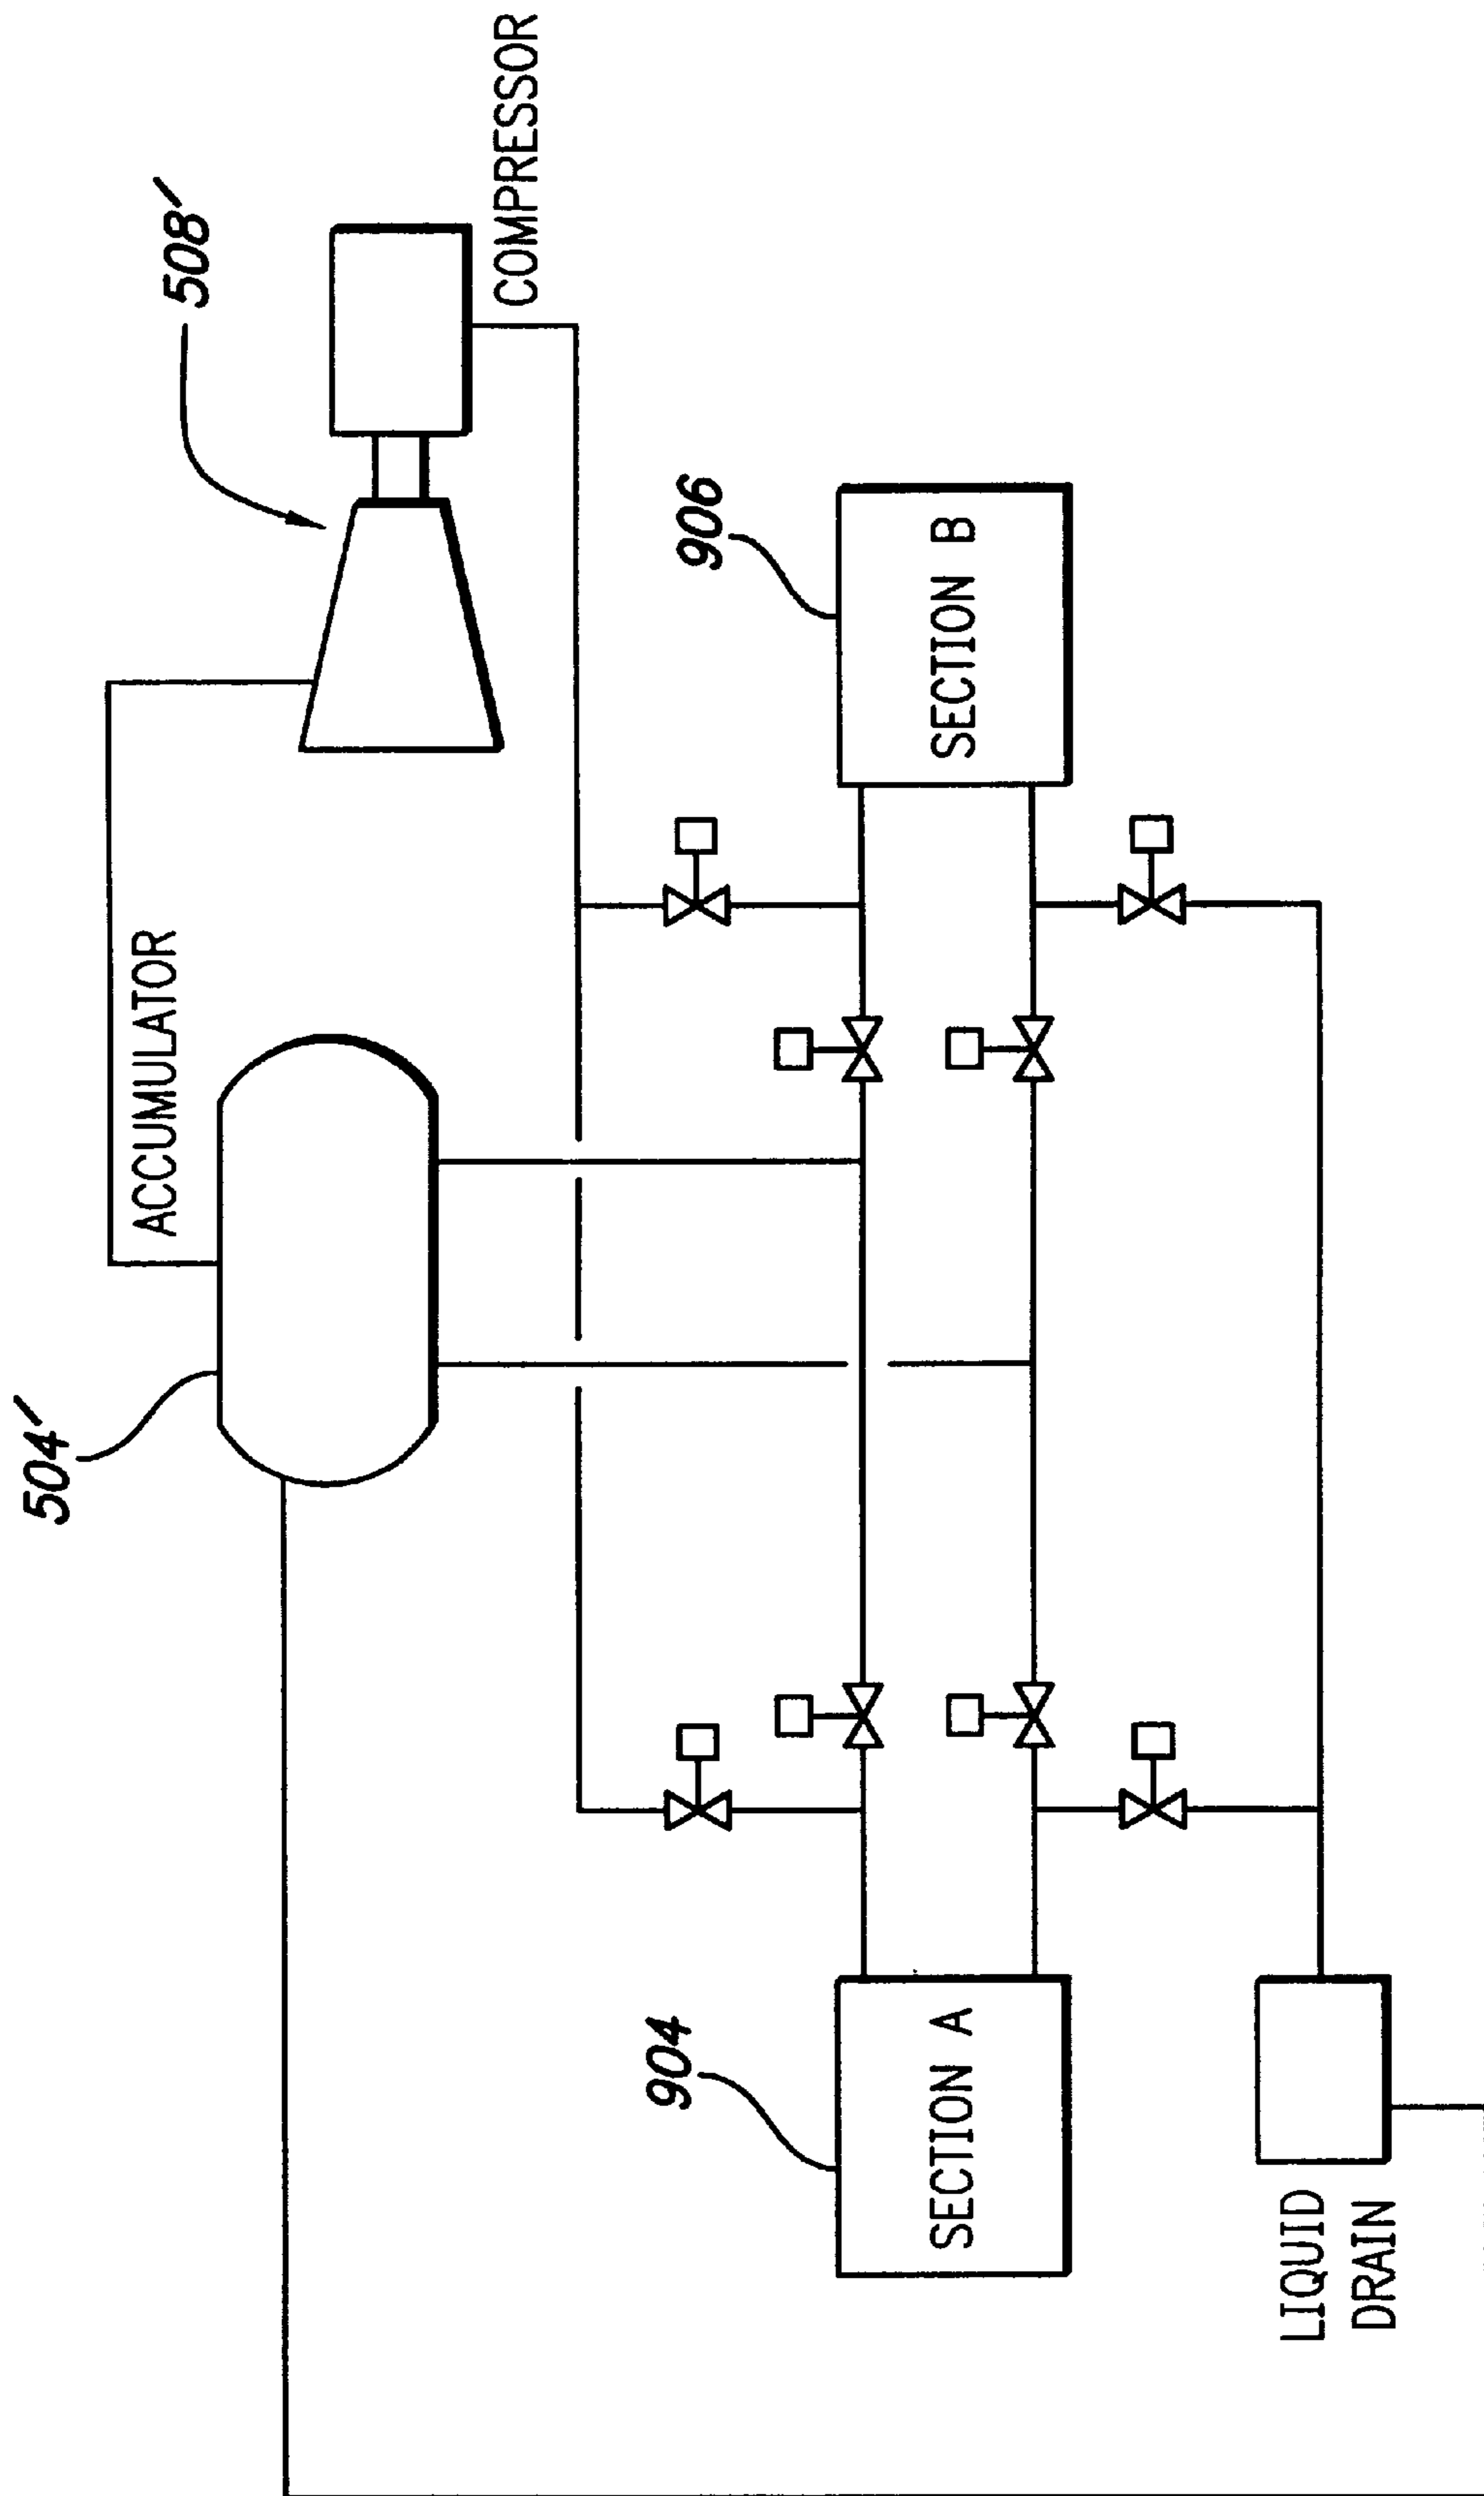 504'
ACCUMULATOR
508'
COMPRESSOR
904
906
SECTION A
SECTION B
LIQUID
DRAIN